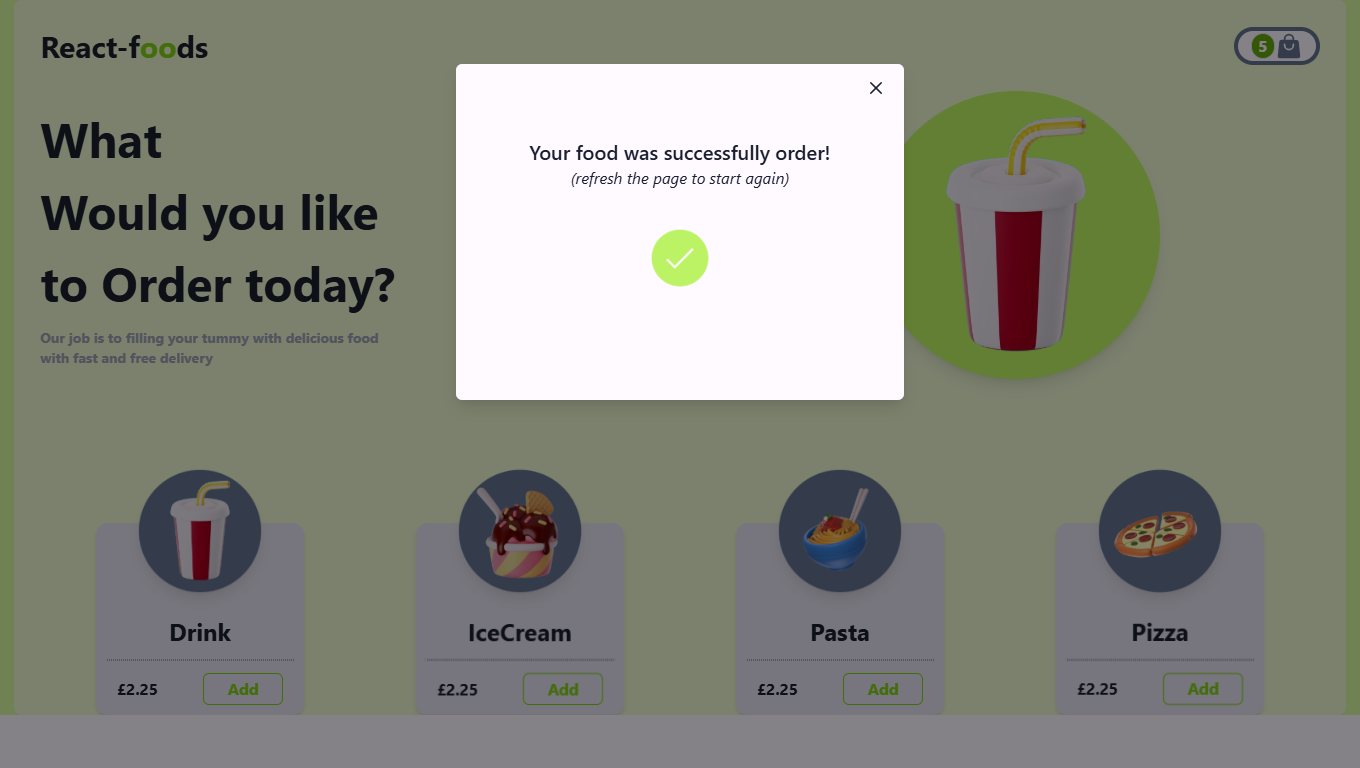 React-foods
5
Your food was successfully order!
(refresh the page to start again)
What
Would you like
to Order today?
Our job is to filling your tummy with delicious food
with fast and free delivery
Drink
£2.25
Add
IceCream
£2.25
Add
Pasta
£2.25
Add
Pizza
£2.25
Add